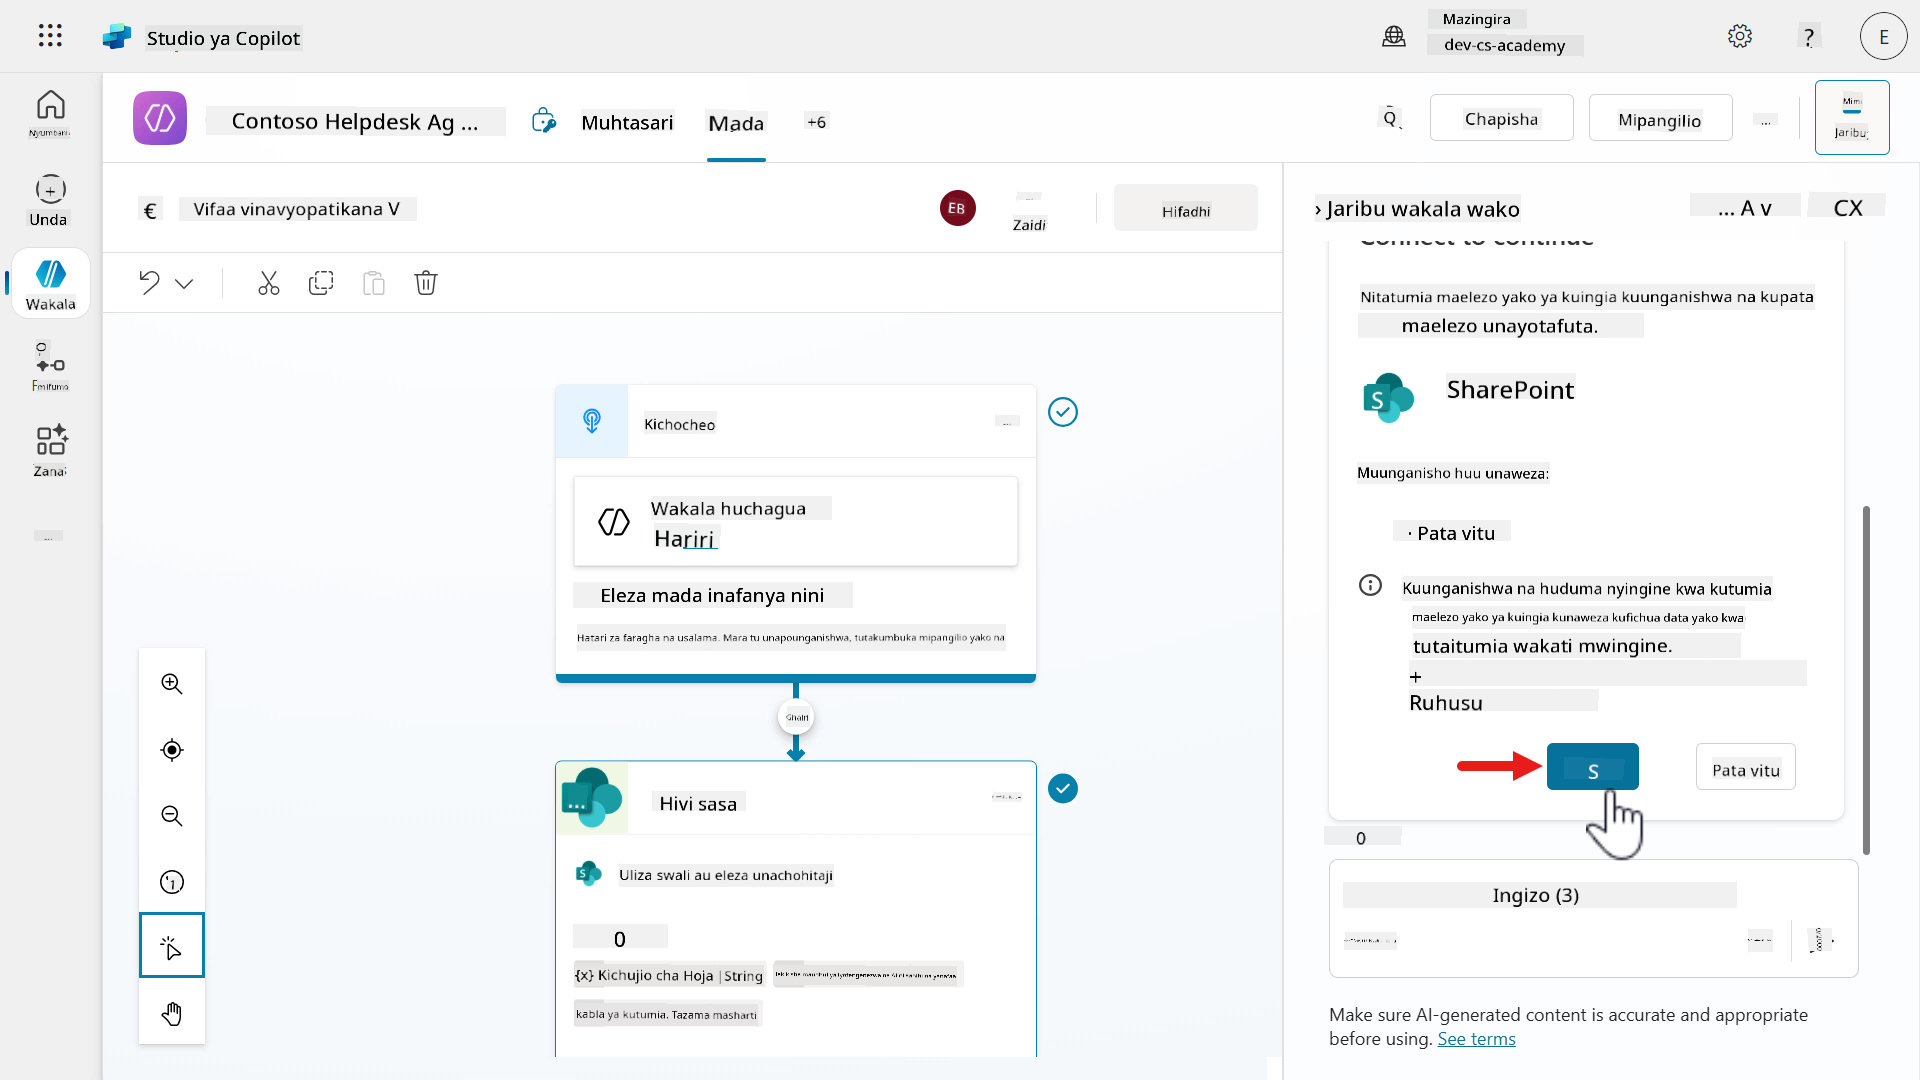 Studio ya Copilot
Mazingira
dev-cs-academy
?
E
Nyumbani
Unda
Wakala
Zana
...
Contoso Helpdesk Ag ...
Muhtasari
Mada
+6
Chapisha
Mipangilio
...
Jaribu
€
Vifaa vinavyopatikana V
EB
...
Zaidi
Hifadhi
Kichocheo
...
Wakala huchagua
Hariri
Eleza mada inafanya nini
Hatari za faragha na usalama. Mara tu unapounganishwa, tutakumbuka mipangilio yako na
Ghairi
Hivi sasa
Uliza swali au eleza unachohitaji
0
{x} Kichujio cha Hoja |String
kabla ya kutumia. Tazama masharti
› Jaribu wakala wako
... A v
CX
Connect to continue
Nitatumia maelezo yako ya kuingia kuunganishwa na kupata
maelezo unayotafuta.
SharePoint
Muunganisho huu unaweza:
· Pata vitu
Kuunganishwa na huduma nyingine kwa kutumia
maelezo yako ya kuingia kunaweza kufichua data yako kwa
tutaitumia wakati mwingine.
+
Ruhusu
S
Pata vitu
0
Ingizo (3)
Make sure AI-generated content is accurate and appropriate
before using. See terms